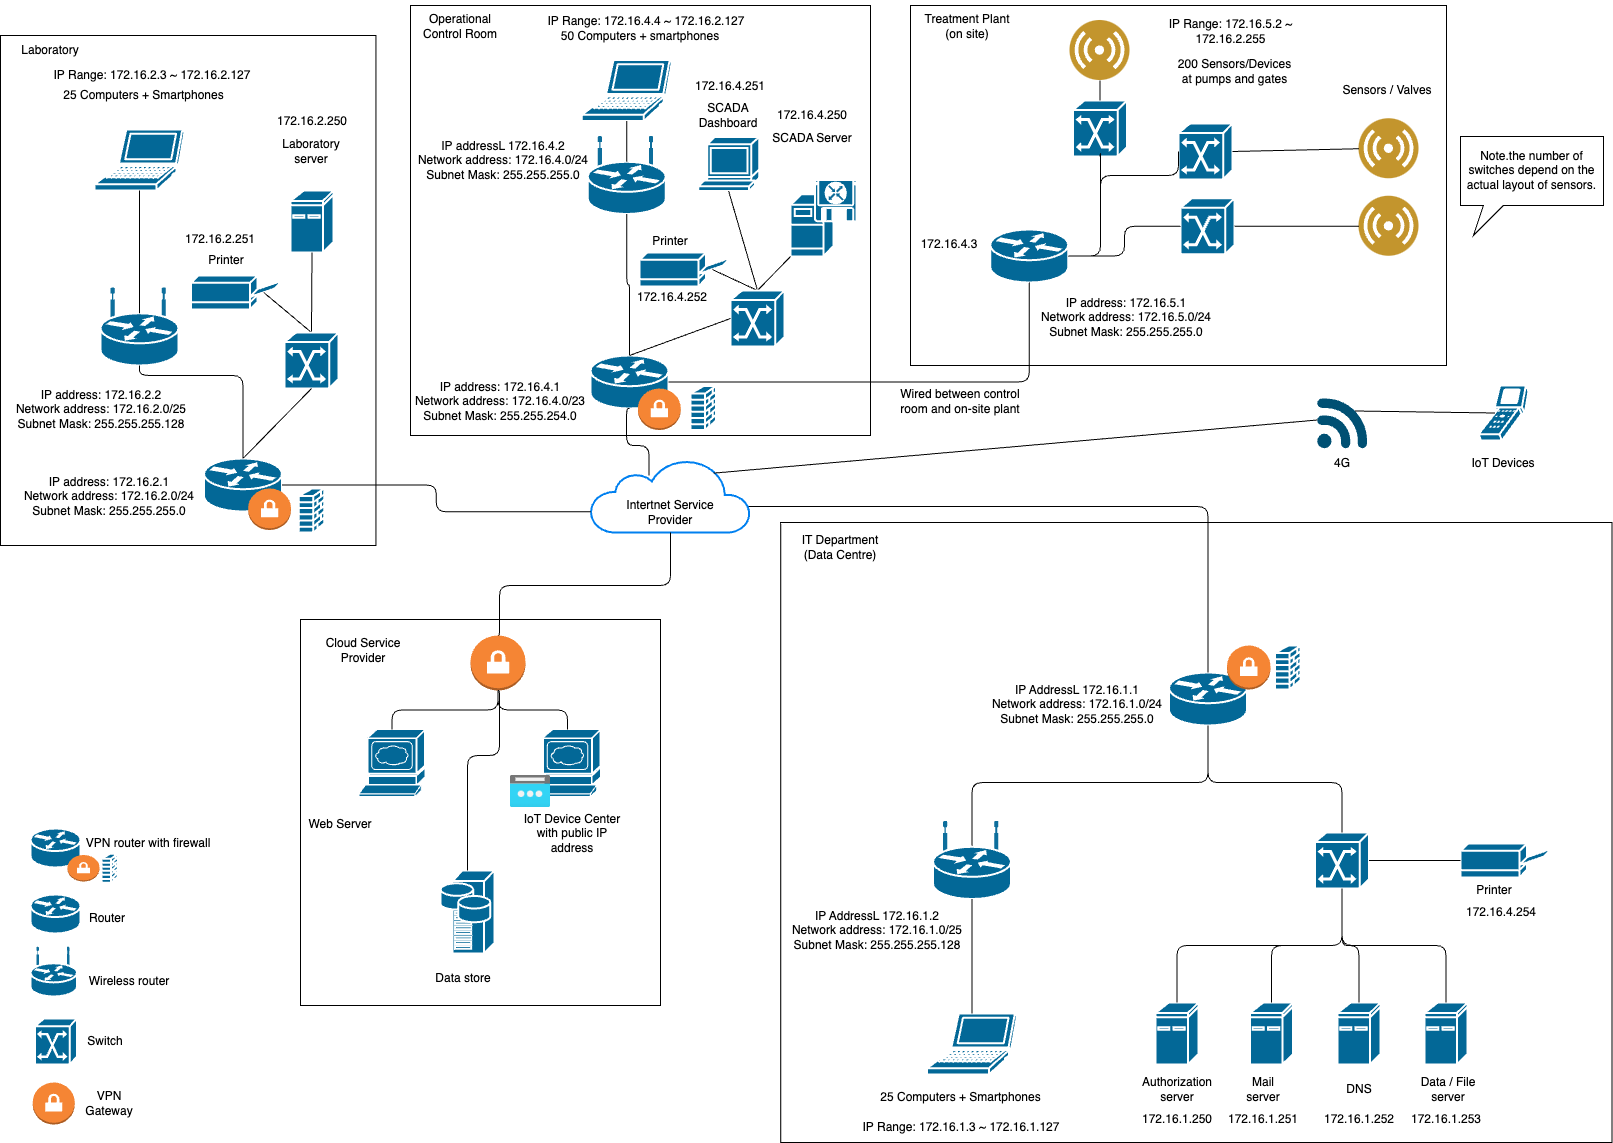 Laboratory
IP Range: 172.16.2.3 ~ 172.16.2.127
25 Computers + Smartphones
172.16.2.250
Laboratory
server
172.16.2.251
Printer
IP address: 172.16.2.2
Network address: 172.16.2.0/25
Subnet Mask: 255.255.255.128
IP address: 172.16.2.1
Network address: 172.16.2.0/24
Subnet Mask: 255.255.255.0
Operational
Control Room
IP Range: 172.16.4.4 ~ 172.16.2.127
50 Computers + smartphones
172.16.4.251
SCADA
Dashboard
172.16.4.250
SCADA Server
IP addressL 172.16.4.2
Network address: 172.16.4.0/24
Subnet Mask: 255.255.255.0
Printer
172.16.4.252
IP address: 172.16.4.1
Network address: 172.16.4.0/23
Subnet Mask: 255.255.254.0
Treatment Plant
(on site)
IP Range: 172.16.5.2 ~
172.16.2.255
200 Sensors/Devices
at pumps and gates
Sensors / Valves
172.16.4.3
IP address: 172.16.5.1
Network address: 172.16.5.0/24
Subnet Mask: 255.255.255.0
Note.the number of
switches depend on the
actual layout of sensors.
Wired between control
room and on-site plant
4G
IoT Devices
Internet Service
Provider
IT Department
(Data Centre)
IP AddressL 172.16.1.1
Network address: 172.16.1.0/24
Subnet Mask: 255.255.255.0
IP AddressL 172.16.1.2
Network address: 172.16.1.0/25
Subnet Mask: 255.255.255.128
Printer
172.16.4.254
25 Computers + Smartphones
IP Range: 172.16.1.3 ~ 172.16.1.127
Authorization
server
172.16.1.250
Mail
server
172.16.1.251
DNS
172.16.1.252
Data / File
server
172.16.1.253
Cloud Service
Provider
Web Server
IoT Device Center
with public IP
address
Data store
VPN router with firewall
Router
Wireless router
Switch
VPN
Gateway